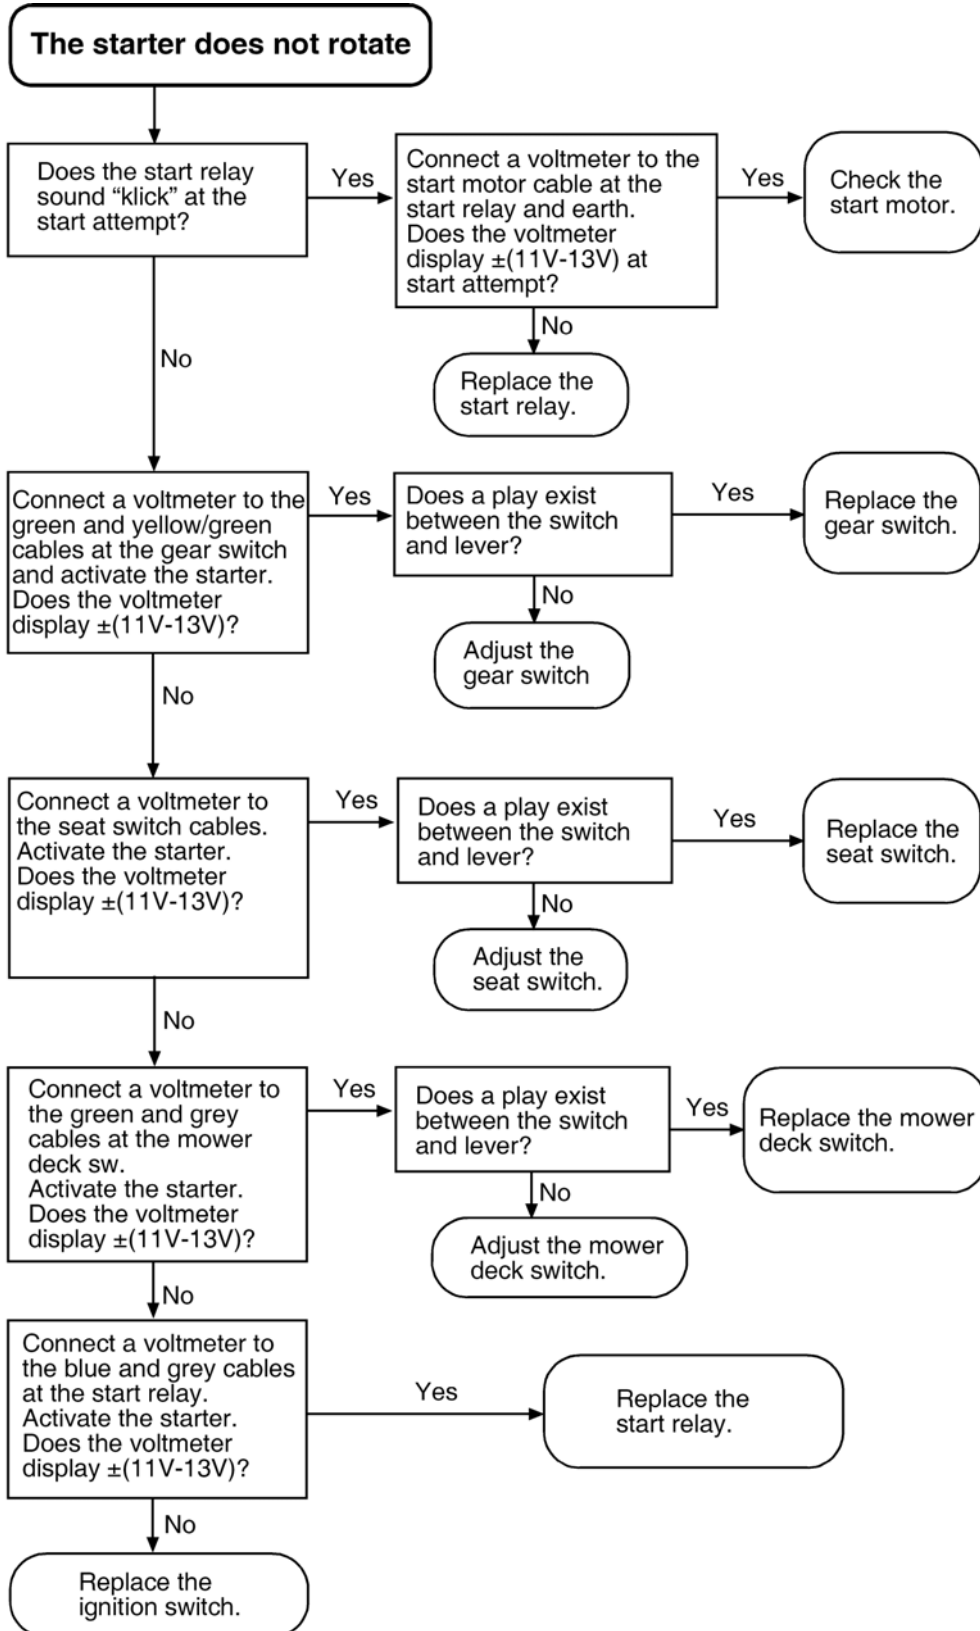 The starter does not rotate
Does the start relay
sound “klick” at the
start attempt?
Yes
Connect a voltmeter to the
start motor cable at the
start relay and earth.
Does the voltmeter
display ±(11V-13V) at
start attempt?
Yes
Check the
start motor.
No
Replace the
start relay.
No
Connect a voltmeter to the
green and yellow/green
cables at the gear switch
and activate the starter.
Does the voltmeter
display ±(11V-13V)?
Yes
Does a play exist
between the switch
and lever?
Yes
Replace the
gear switch.
No
Adjust the
gear switch
No
Connect a voltmeter to
the seat switch cables.
Activate the starter.
Does the voltmeter
display ±(11V-13V)?
Yes
Does a play exist
between the switch
and lever?
Yes
Replace the
seat switch.
No
Adjust the
seat switch.
No
Connect a voltmeter to
the green and grey
cables at the mower
deck sw.
Activate the starter.
Does the voltmeter
display ±(11V-13V)?
Yes
Does a play exist
between the switch
and lever?
Yes
Replace the mower
deck switch.
No
Adjust the mower
deck switch.
No
Connect a voltmeter to
the blue and grey cables
at the start relay.
Activate the starter.
Does the voltmeter
display ±(11V-13V)?
Yes
Replace the
start relay.
No
Replace the
ignition switch.